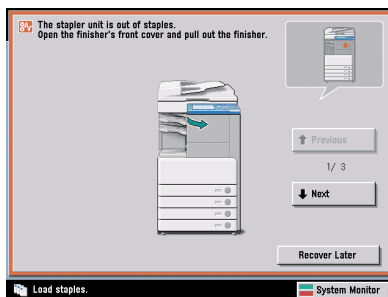 The stapler unit is out of staples.
Open the finisher's front cover and pull out the finisher.
Previous
1/ 3
Next
Recover Later
Load staples.
System Monitor